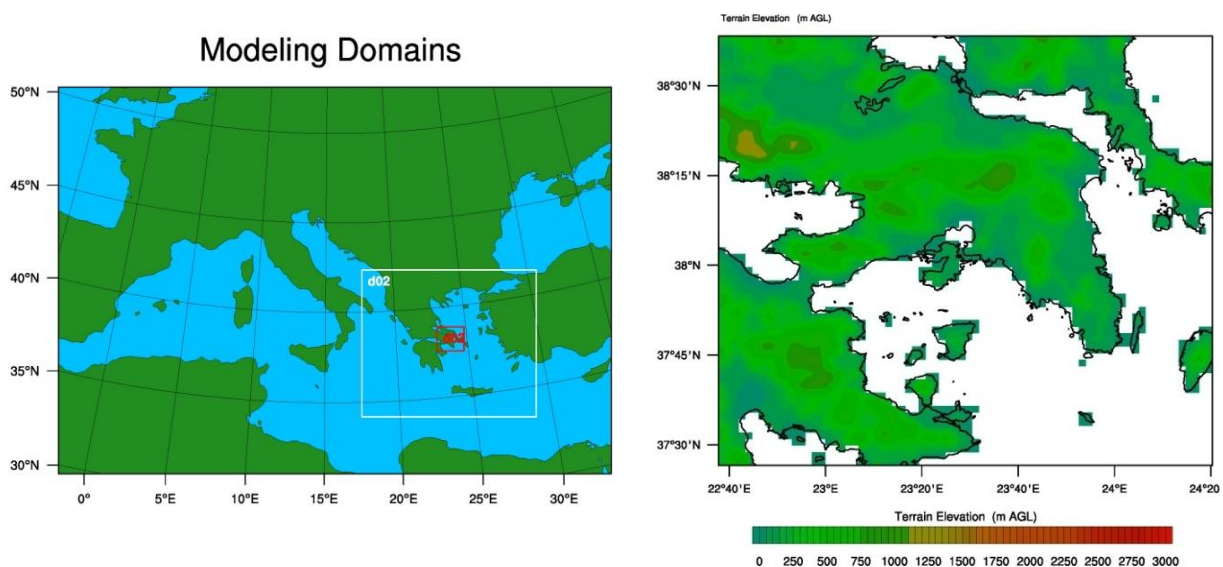 Modeling Domains
50°N
45°N
40°N
35°N
30°N
0°
5°E
10°E
15°E
20°E
25°E
30°E
d02
Terrain Elevation (m AGL)
38°30'N
38°15'N
38°N
37°45'N
37°30'N
22°40'E
23°E
23°20'E
23°40'E
24°E
24°20
Terrain Elevation (m AGL)
0 250 500 750 1000 1250 1500 1750 2000 2250 2500 2750 3000